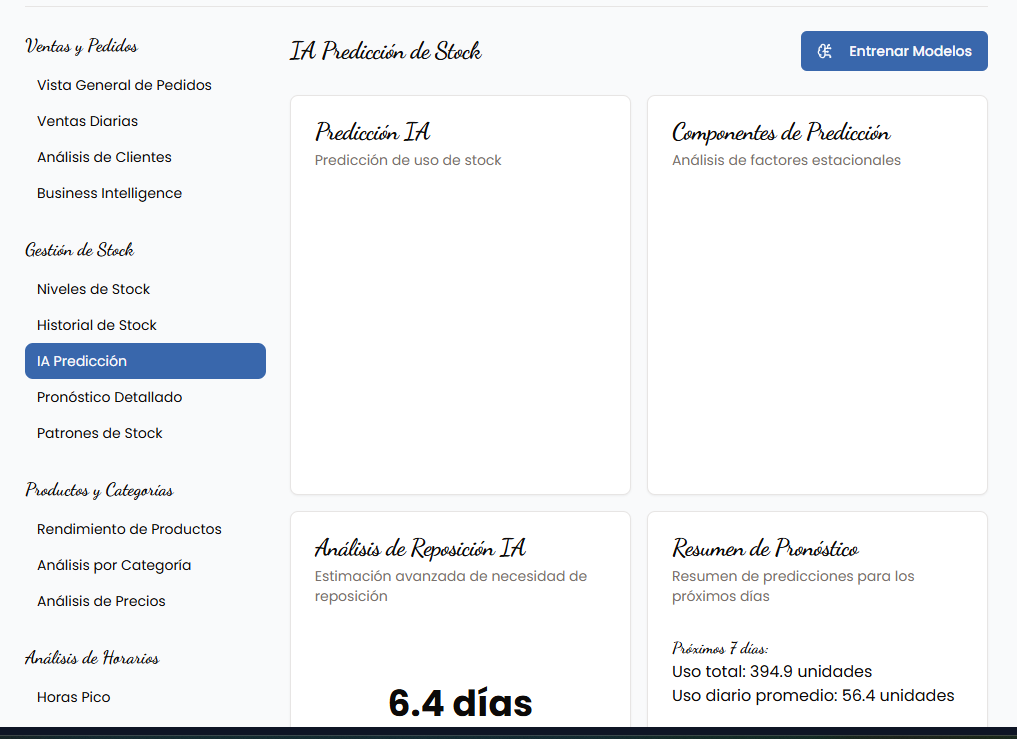 Ventas y Pedidos
Vista General de Pedidos
Ventas Diarias
Análisis de Clientes
Business Intelligence
Gestión de Stock
Niveles de Stock
Historial de Stock
IA Predicción
Pronóstico Detallado
Patrones de Stock
Productos y Categorías
Rendimiento de Productos
Análisis por Categoría
Análisis de Precios
Análisis de Horarios
Horas Pico
IA Predicción de Stock
Entrenar Modelos
Predicción IA
Predicción de uso de stock
Componentes de Predicción
Análisis de factores estacionales
Análisis de Reposición IA
Estimación avanzada de necesidad de
reposición
6.4 días
Resumen de Pronóstico
Resumen de predicciones para los
próximos días
Próximos 7 días:
Uso total: 394.9 unidades
Uso diario promedio: 56.4 unidades